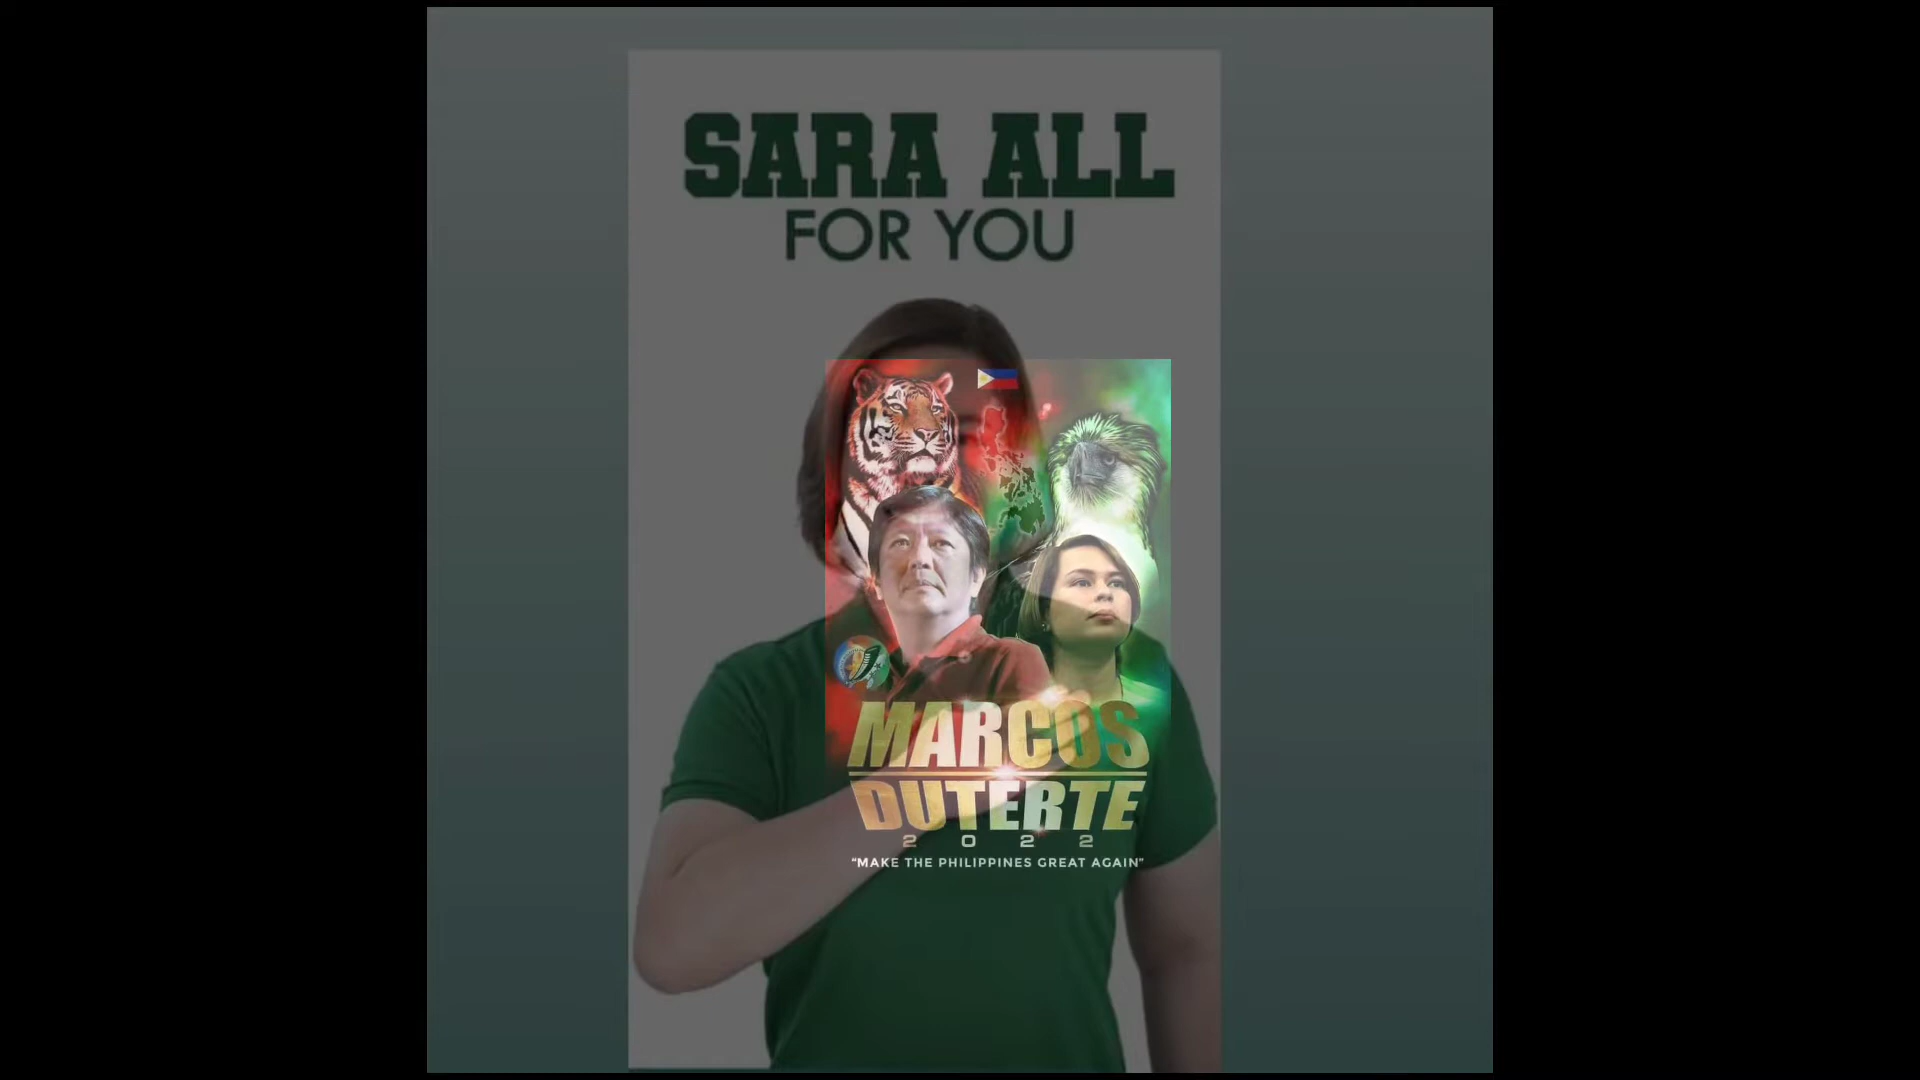 SARA ALL
FOR YOU
MARCOS
DUTERTE
2022
"MAKE THE PHILIPPINES GREAT AGAIN"